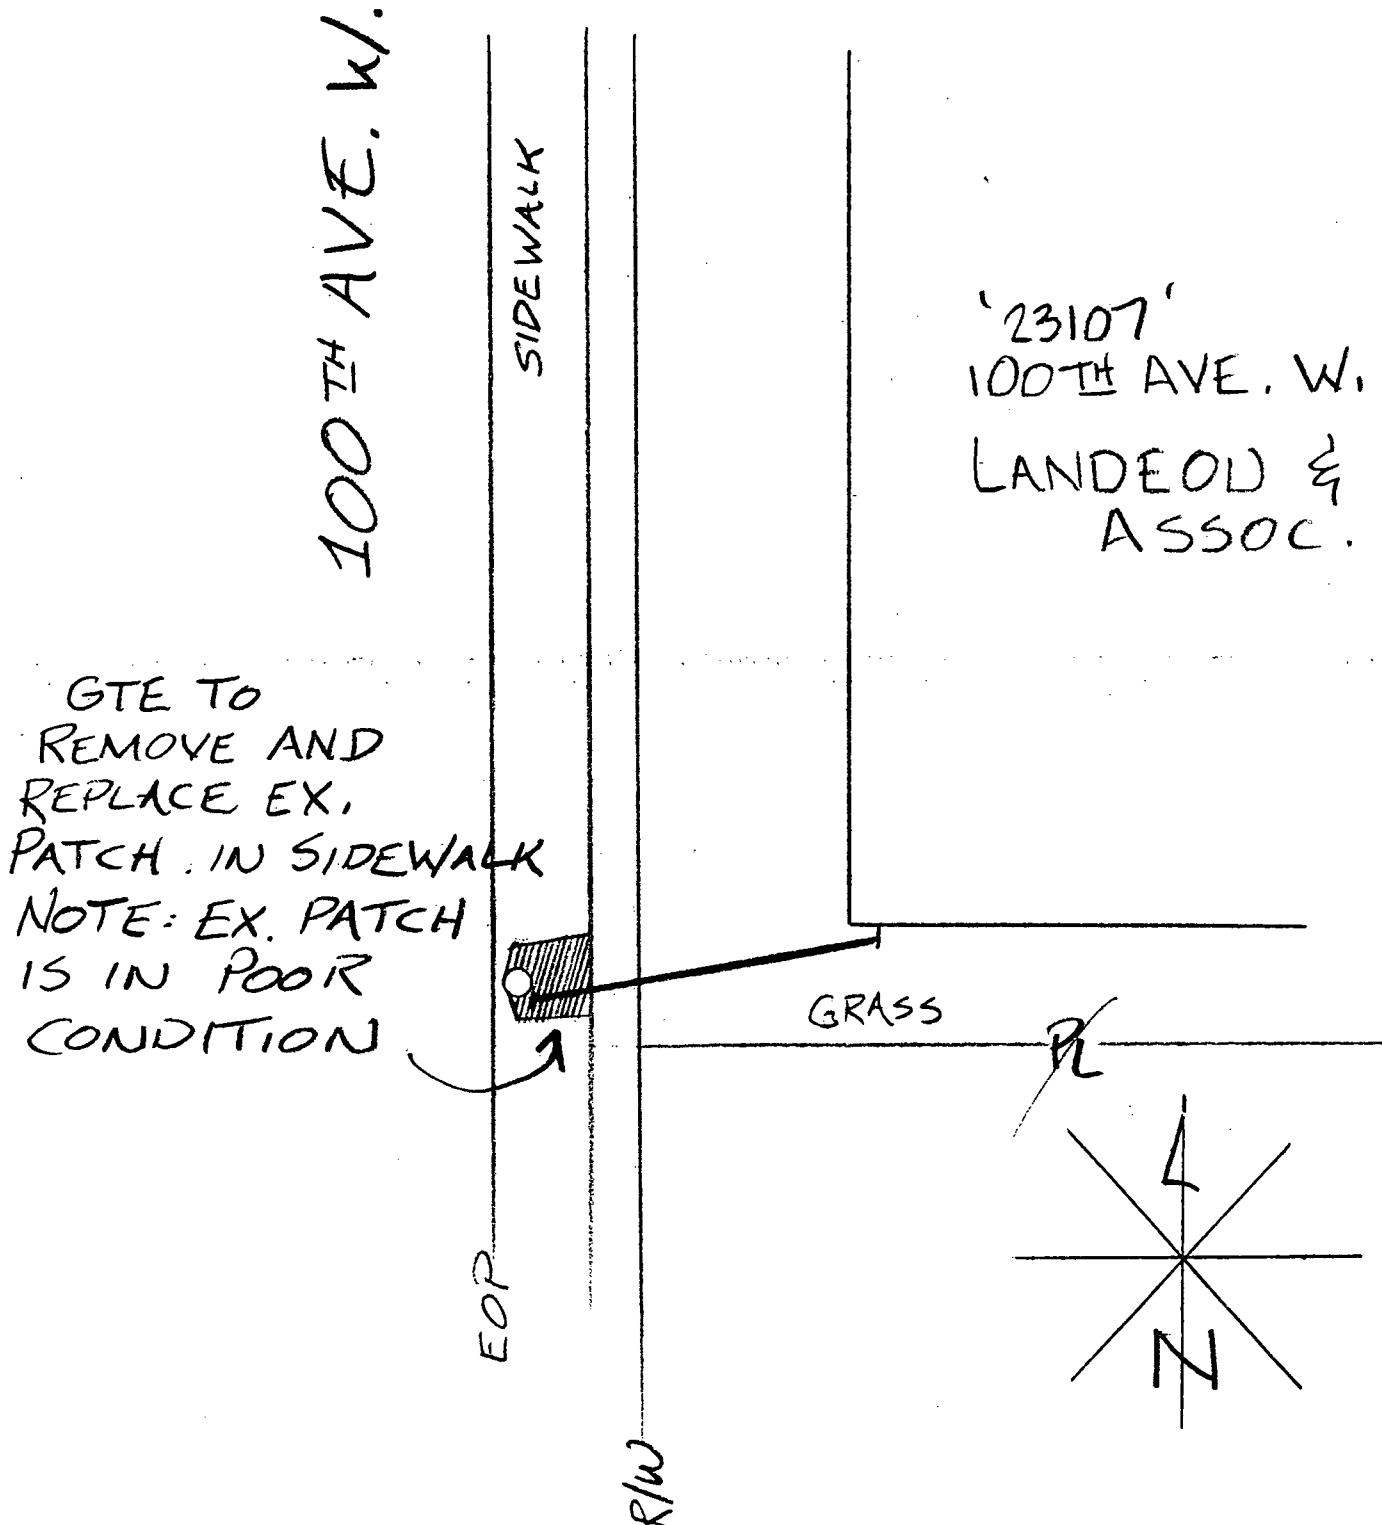 100TH AVE. W.
SIDEWALK
'23107'
100TH AVE. W.
LANDEOU &
ASSOC.
GTE TO
REMOVE AND
REPLACE EX.
PATCH IN SIDEWALK
NOTE: EX. PATCH
IS IN POOR
CONDITION
GRASS
PL
N
EOP
R/W